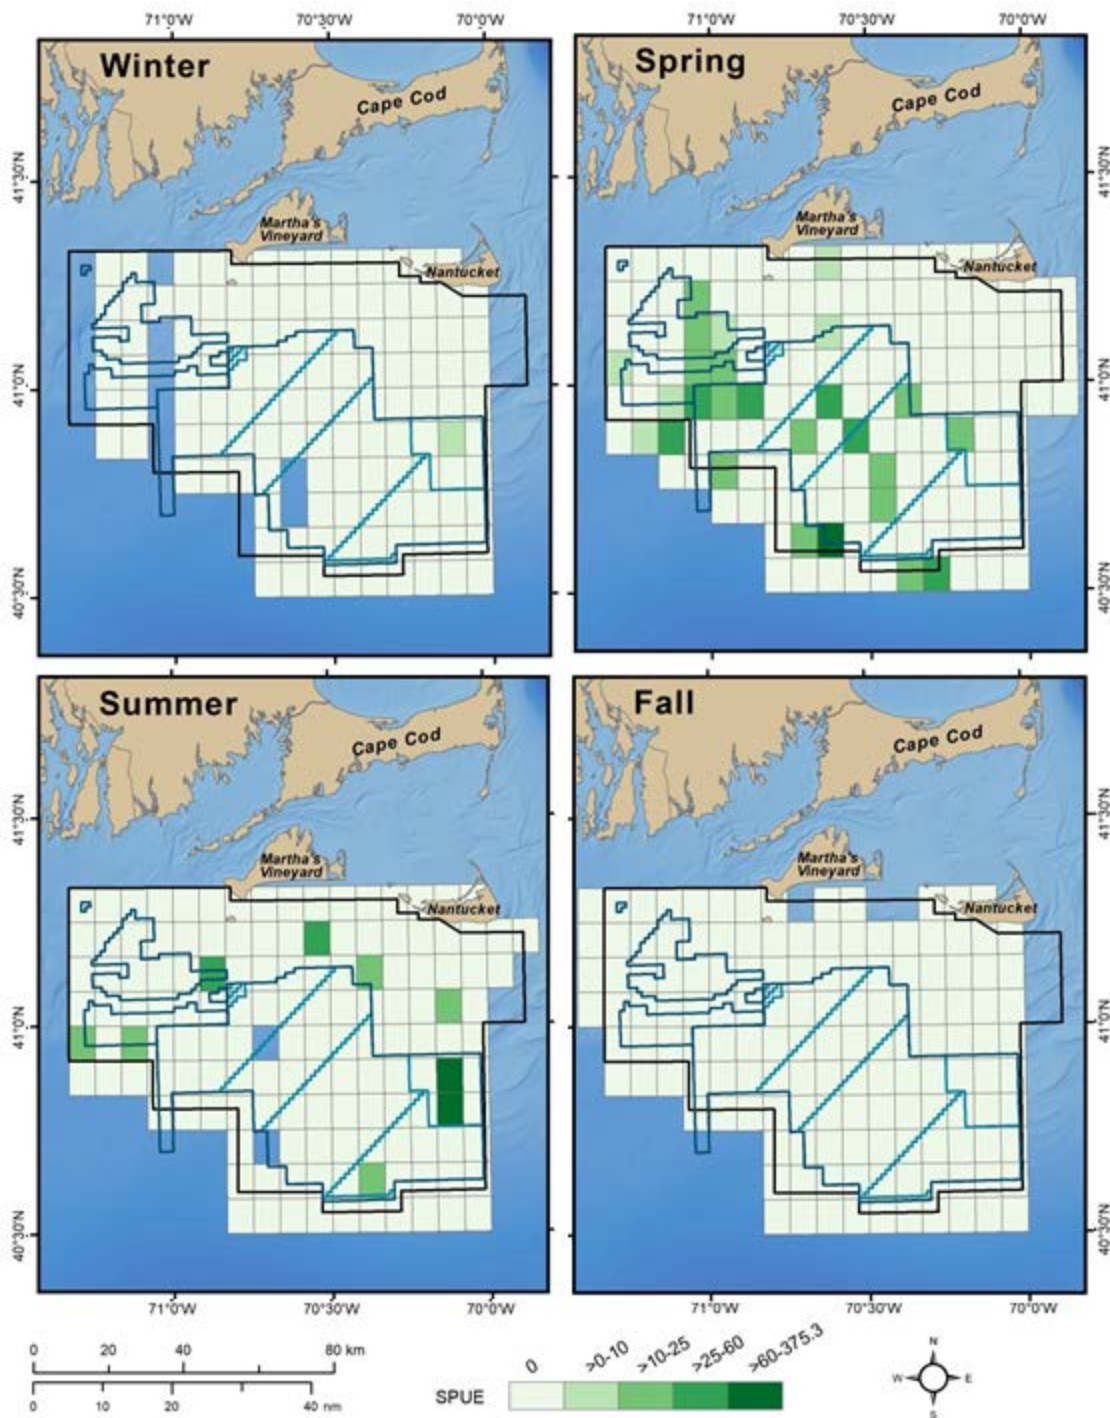 71°0'W 70°30'W 70°0'W 71°0'W 70°30'W 70°0'W
Winter
Cape Cod
Martha's
Vineyard
Nantucket
41°30'N
41°0'N
40°30'N
Spring
Cape Cod
Martha's
Vineyard
Nantucket
41°30'N
41°0'N
40°30'N
Summer
Cape Cod
Martha's
Vineyard
Nantucket
41°30'N
41°0'N
40°30'N
Fall
Cape Cod
Martha's
Vineyard
Nantucket
41°30'N
41°0'N
40°30'N
71°0'W 70°30'W 70°0'W 71°0'W 70°30'W 70°0'W
0 20 40 80 km
0 10 20 40 nm
SPUE
0 >0-10 >10-25 >25-60 >60-375.3
N
W E
S